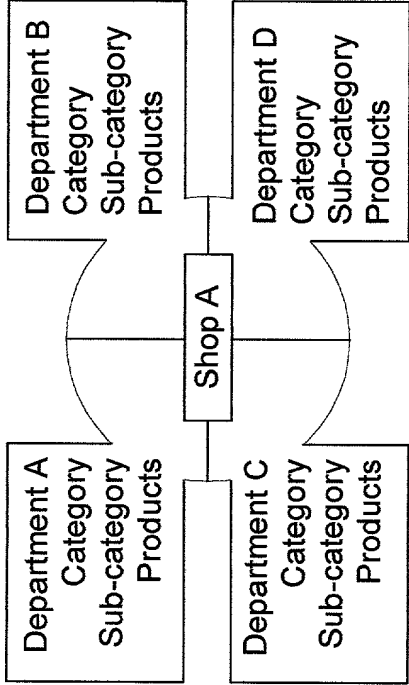 Department A
Category
Sub-category
Products
Department B
Category
Sub-category
Products
Shop A
Department C
Category
Sub-category
Products
Department D
Category
Sub-category
Products